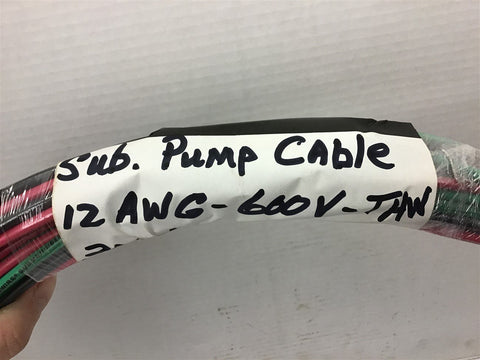 Sub. Pump Cable
12 AWG - 600V - THW